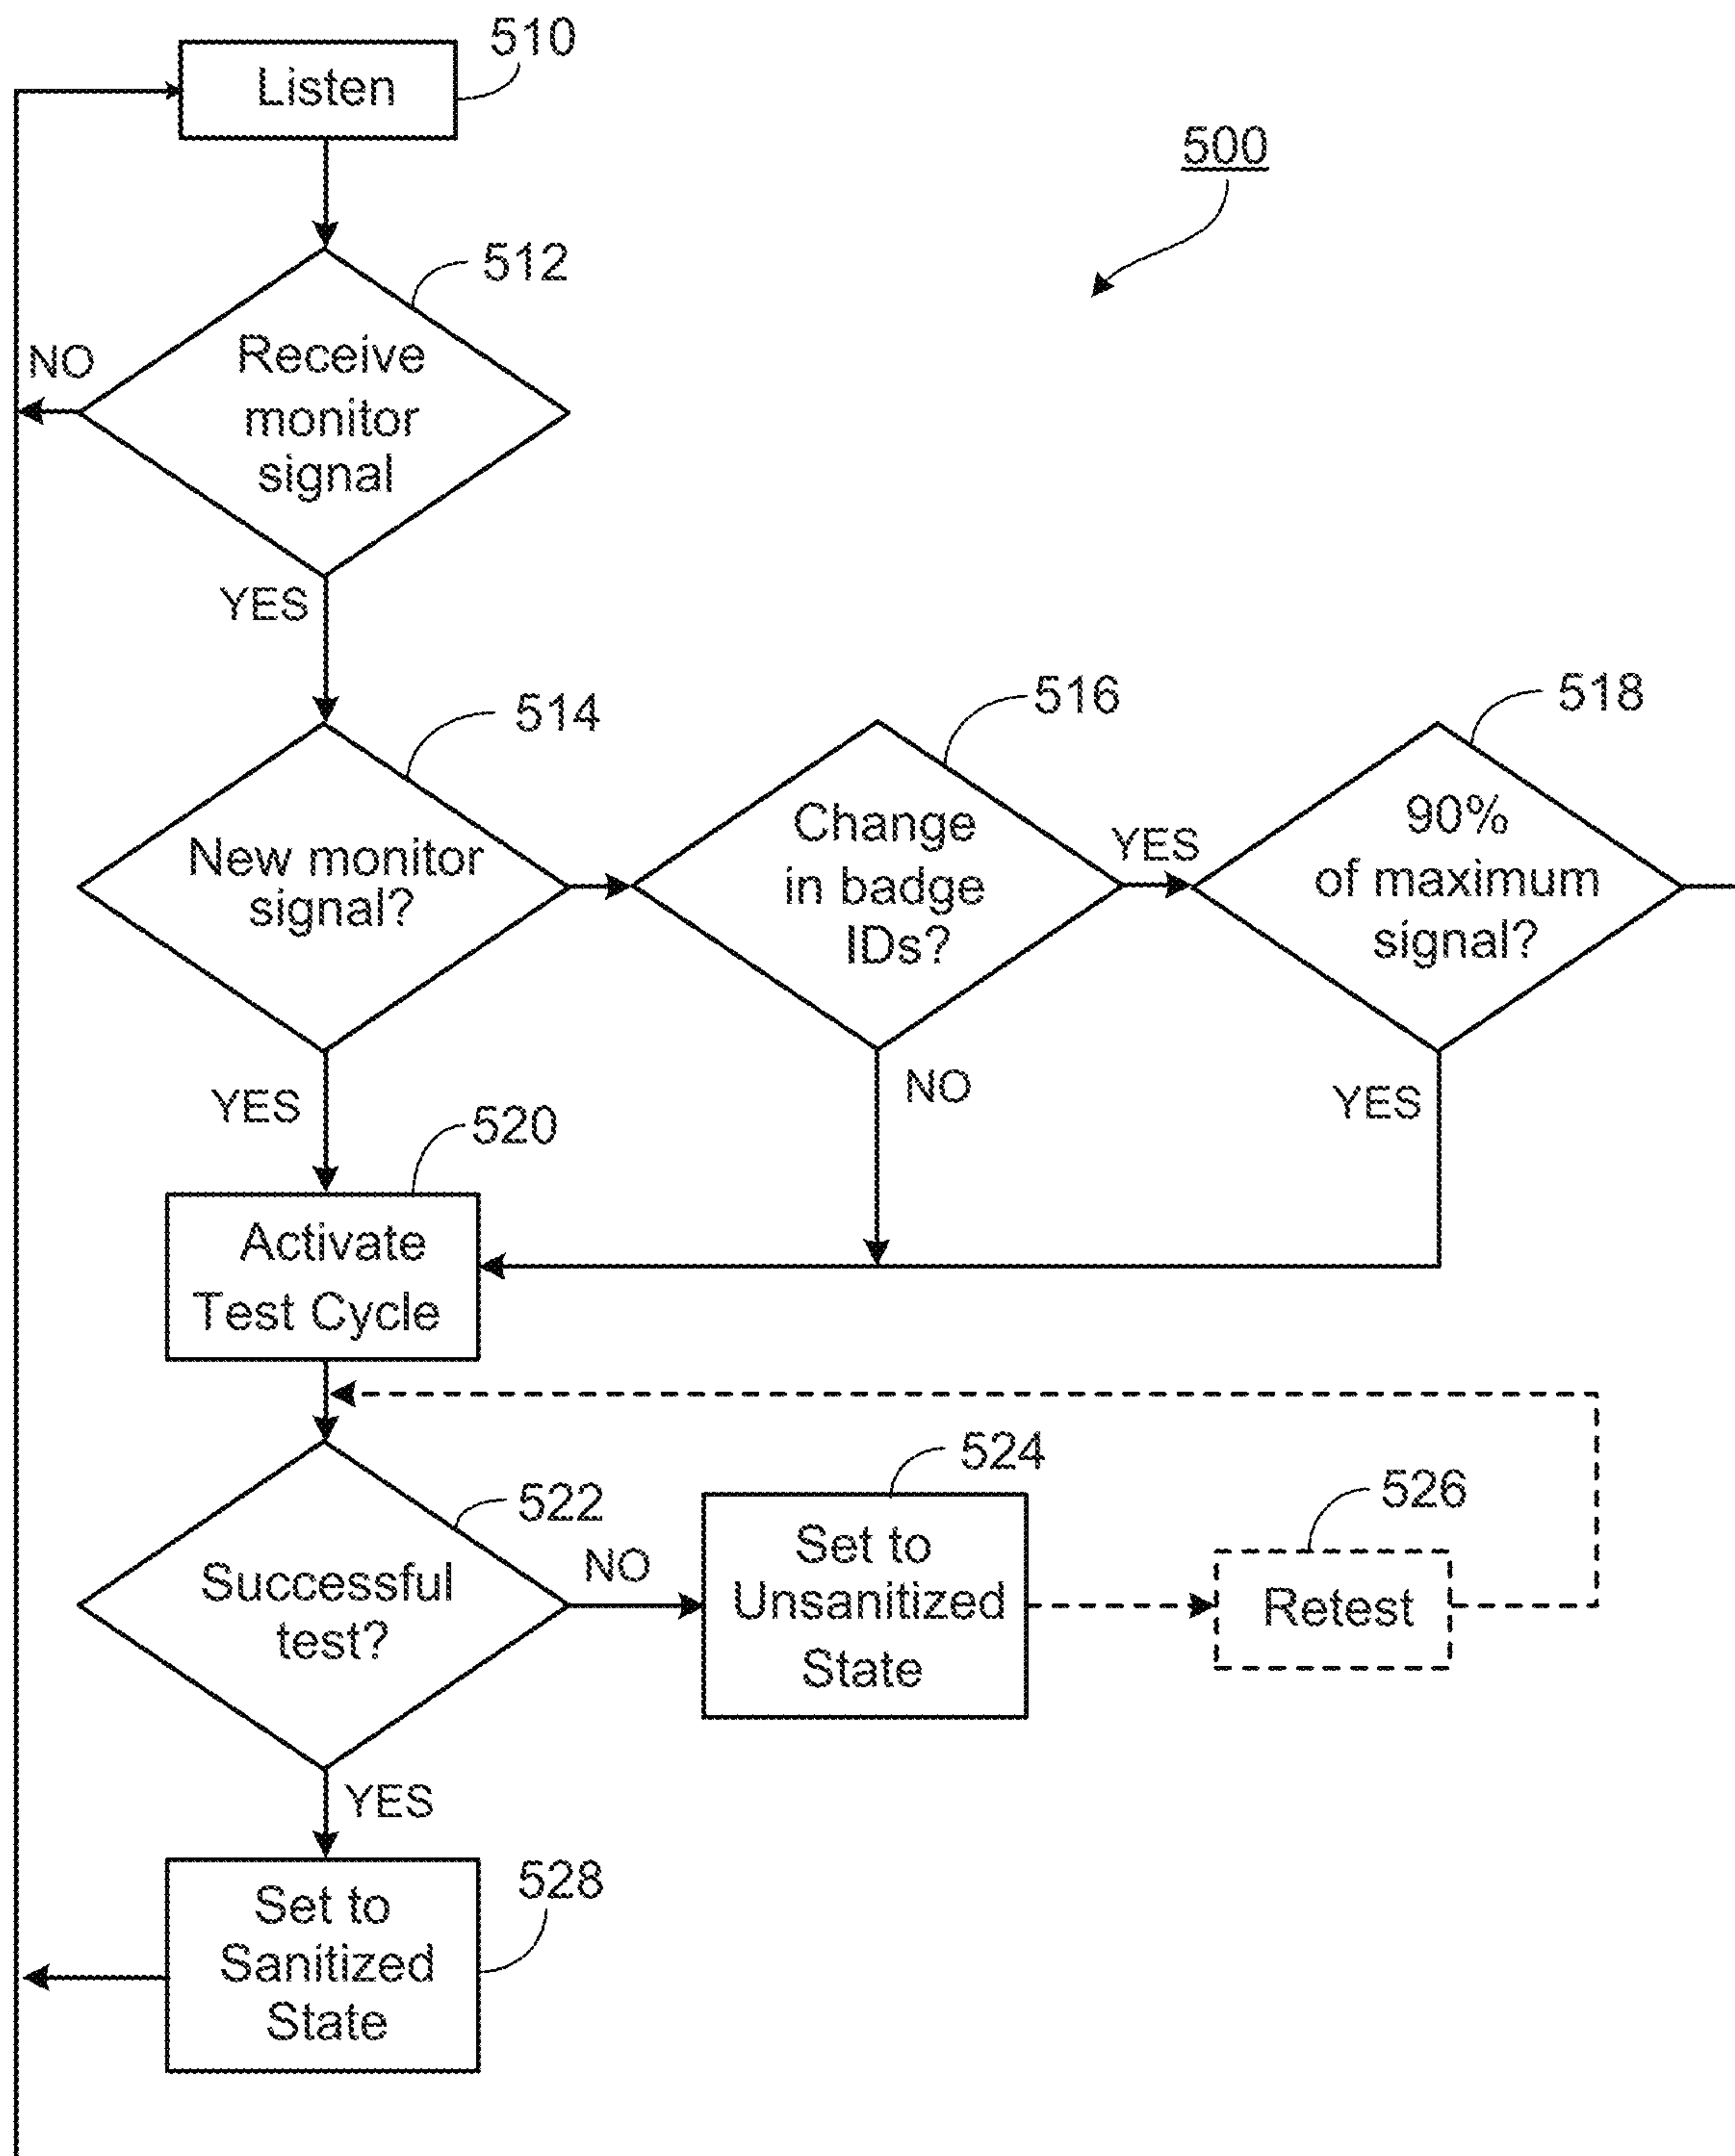 510
Listen
500
512
NO
Receive
monitor
signal
YES
514
516
518
New monitor
signal?
Change
in badge
IDs?
YES
90%
of maximum
signal?
YES
NO
YES
520
Activate
Test Cycle
522
Successful
test?
NO
524
Set to
Unsanitized
State
526
Retest
YES
528
Set to
Sanitized
State